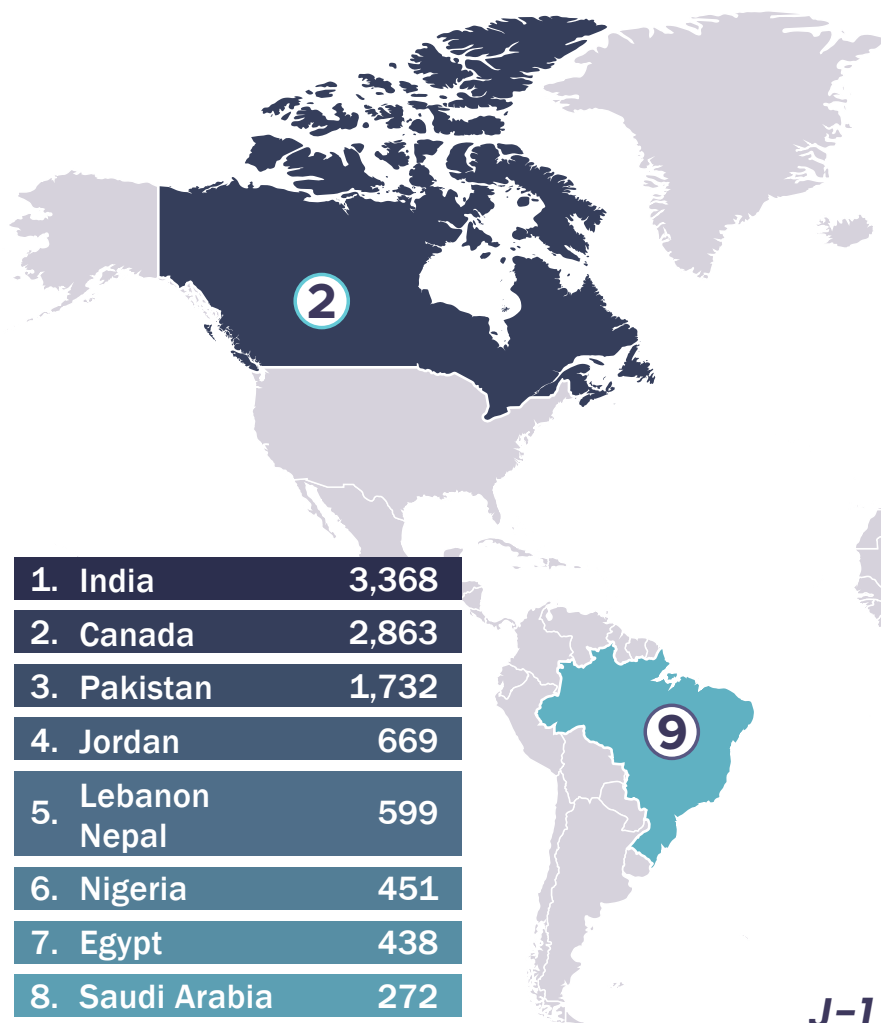 2
1. India 3,368
2. Canada 2,863
3. Pakistan 1,732
4. Jordan 669
5. Lebanon
Nepal 599
6. Nigeria 451
7. Egypt 438
8. Saudi Arabia 272
9
J-1